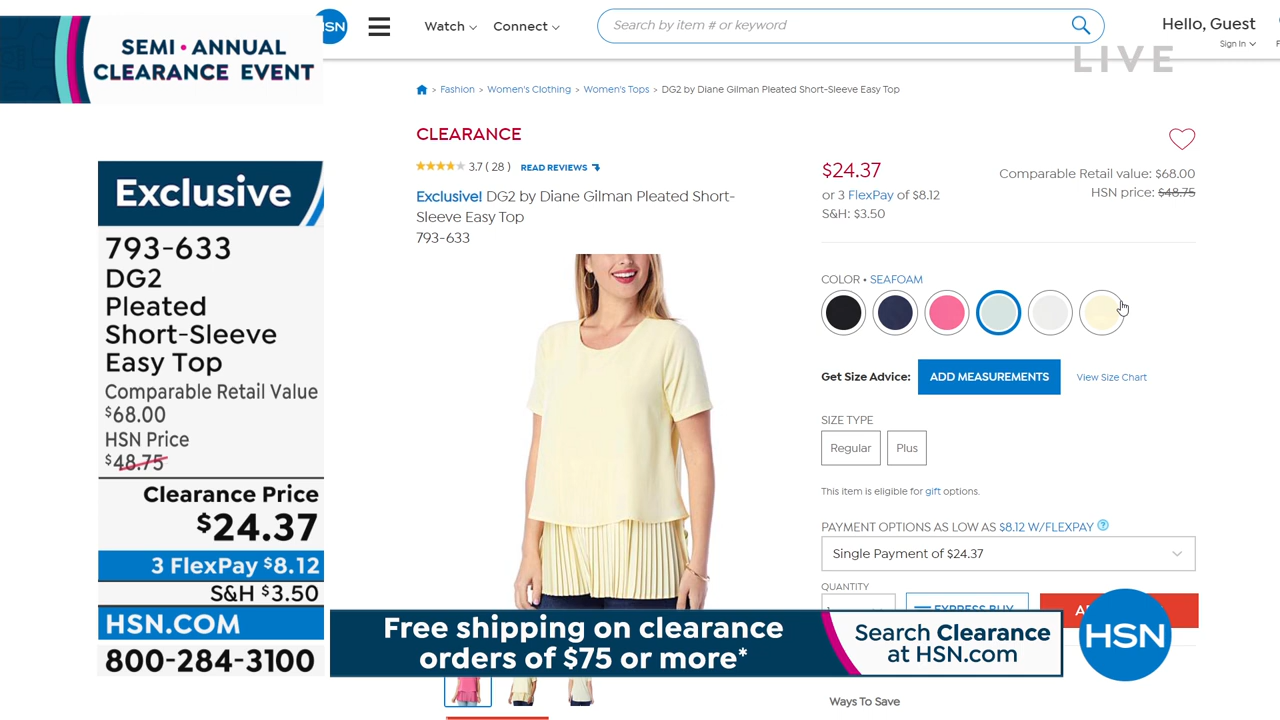 SEMI • ANNUAL
CLEARANCE EVENT
Watch
Connect
Search by item # or keyword
Hello, Guest
Sign In
LIVE
> Fashion > Women's Clothing > Women's Tops > DG2 by Diane Gilman Pleated Short-Sleeve Easy Top
CLEARANCE
3.7 ( 28 ) READ REVIEWS
Exclusive! DG2 by Diane Gilman Pleated Short-
Sleeve Easy Top
793-633
$24.37
or 3 FlexPay of $8.12
S&H: $3.50
Comparable Retail value: $68.00
HSN price: $48.75
COLOR • SEAFOAM
Get Size Advice: ADD MEASUREMENTS View Size Chart
SIZE TYPE
Regular Plus
This item is eligible for gift options.
PAYMENT OPTIONS AS LOW AS $8.12 W/FLEXPAY ?
Single Payment of $24.37
QUANTITY
EXPRESS BUY
Ways To Save
Exclusive
793-633
DG2
Pleated
Short-Sleeve
Easy Top
Comparable Retail Value
$68.00
HSN Price
$48.75
Clearance Price
$24.37
3 FlexPay $8.12
S&H $3.50
HSN.COM
800-284-3100
Free shipping on clearance
orders of $75 or more*
Search Clearance
at HSN.com
HSN